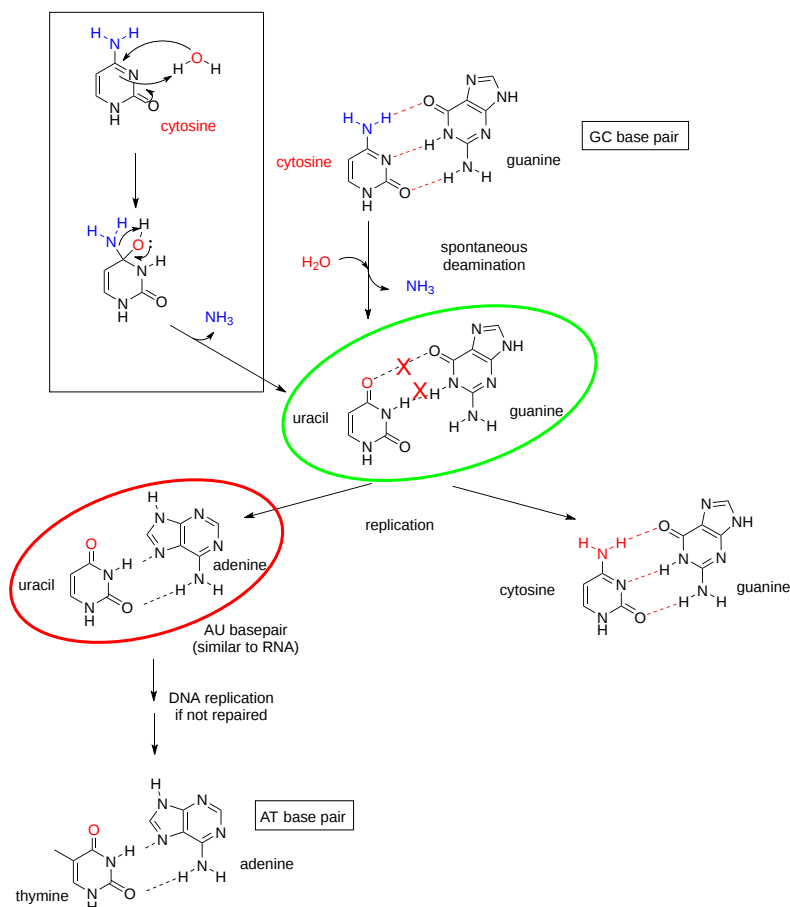 H H
N
O
H H
N
N O
H
cytosine
N
NH
O
H H
N
H N N
N
cytosine
N
guanine
H N H
N O
H
GC base pair
H
H H
N O:
N H
N O
H
NH3
H2O
spontaneous
deamination
NH3
N
NH
O
X
O
X
H N N
N H
uracil
guanine
N
H H
N O
H
replication
H
N N
O
N
N
H
N
adenine
uracil
N
H H
N O
H
AU basepair
(similar to RNA)
N
NH
O
H H
N
H N N
N
cytosine
N
guanine
H H
N O
H
DNA replication
if not repaired
H
N N
O
N
N
H
N
AT base pair
N
H H
adenine
thymine
N O
H